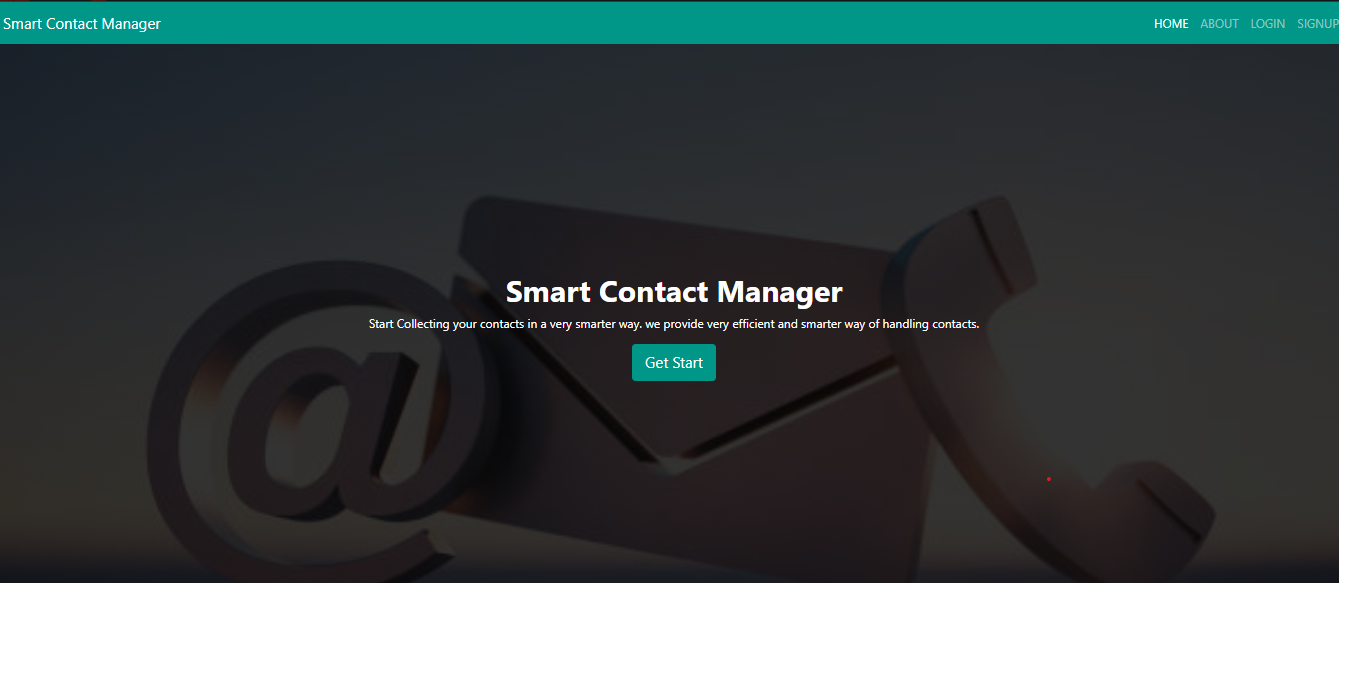 Smart Contact Manager
HOME ABOUT LOGIN SIGNUP
Smart Contact Manager
Start Collecting your contacts in a very smarter way. we provide very efficient and smarter way of handling contacts.
Get Start